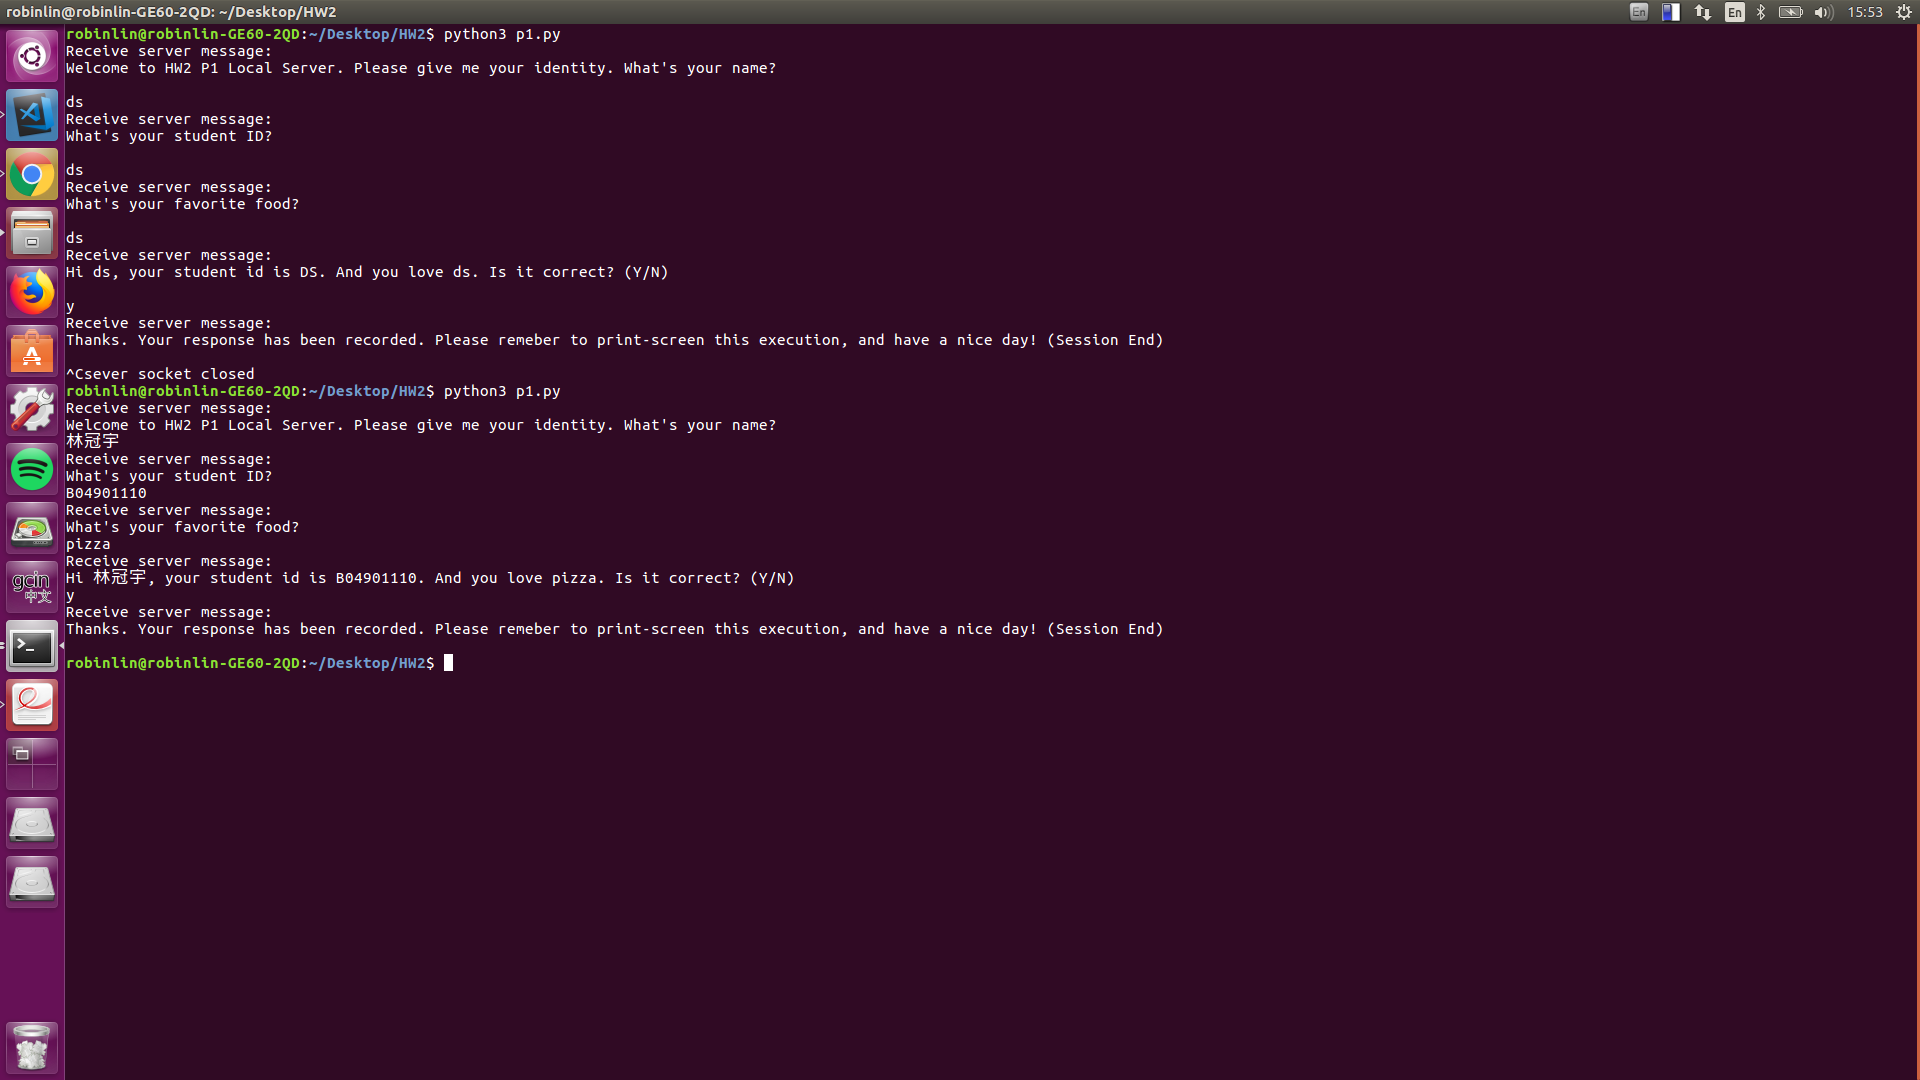 robinlin@robinlin-GE60-2QD: ~/Desktop/HW2
En
En
15:53
robinlin@robinlin-GE60-2QD:~/Desktop/HW2$ python3 p1.py
Receive server message:
Welcome to HW2 P1 Local Server. Please give me your identity. What's your name?
ds
Receive server message:
What's your student ID?
ds
Receive server message:
What's your favorite food?
ds
Receive server message:
Hi ds, your student id is DS. And you love ds. Is it correct? (Y/N)
y
Receive server message:
Thanks. Your response has been recorded. Please remeber to print-screen this execution, and have a nice day! (Session End)
^Csever socket closed
robinlin@robinlin-GE60-2QD:~/Desktop/HW2$ python3 p1.py
Receive server message:
Welcome to HW2 P1 Local Server. Please give me your identity. What's your name?
林冠宇
Receive server message:
What's your student ID?
B04901110
Receive server message:
What's your favorite food?
pizza
Receive server message:
Hi 林冠宇, your student id is B04901110. And you love pizza. Is it correct? (Y/N)
y
Receive server message:
Thanks. Your response has been recorded. Please remeber to print-screen this execution, and have a nice day! (Session End)
robinlin@robinlin-GE60-2QD:~/Desktop/HW2$
gcin
中文